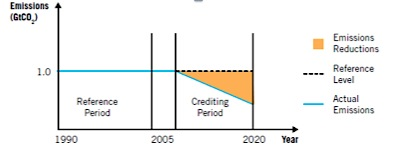 Emissions
(GtCO2)
1.0
Reference
Period
Crediting
Period
1990
2005
2020
Year
Emissions
Reductions
Reference
Level
Actual
Emissions